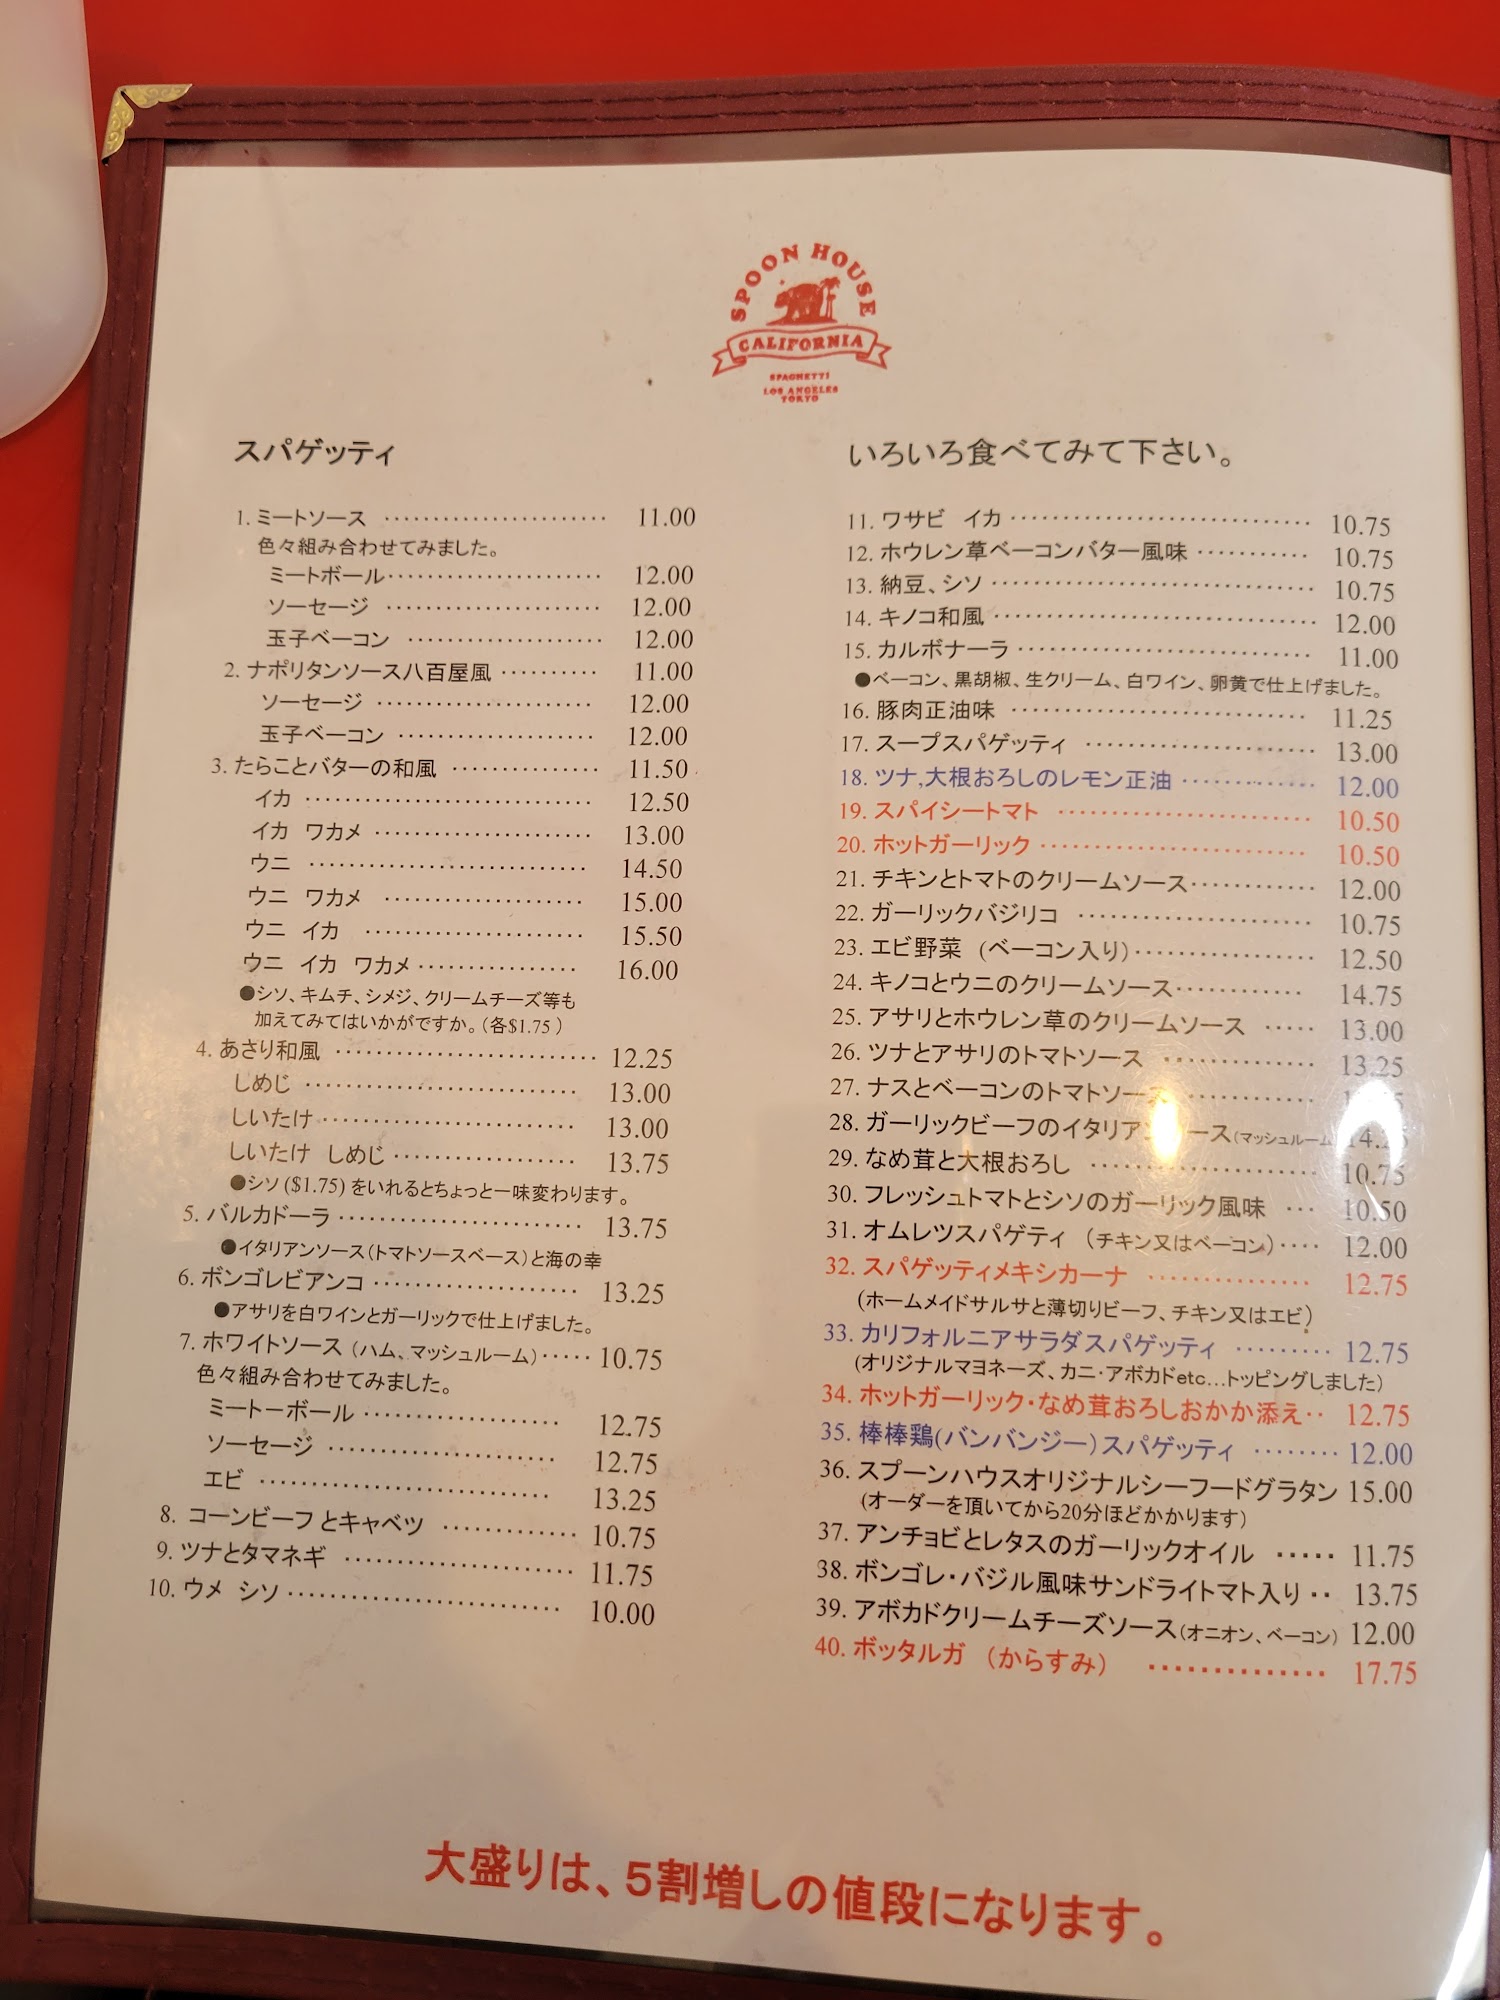 SPOON HOUSE
CALIFORNIA
SPAGHETTI
LOS ANGELES
TOKYO
スパゲッティ
1. ミートソース ························ 11.00
色々組み合わせてみました。
ミートボール······················ 12.00
ソーセージ ······················ 12.00
玉子ベーコン ···················· 12.00
2. ナポリタンソース八百屋風 ·········· 11.00
ソーセージ ······················ 12.00
玉子ベーコン ···················· 12.00
3. たらことバターの和風 ·············· 11.50
イカ ···························· 12.50
イカ ワカメ ····················· 13.00
ウニ ··························· 14.50
ウニ ワカメ ···················· 15.00
ウニ イカ ····················· 15.50
ウニ イカ ワカメ················ 16.00
●シソ、キムチ、シメジ、クリームチーズ等も
加えてみてはいかがですか。(各$1.75 )
4. あさり和風 ························· 12.25
しめじ ·························· 13.00
しいたけ························ 13.00
しいたけ しめじ·················· 13.75
●シソ ($1.75) をいれるとちょっと一味変わります。
5. バルカドーラ························ 13.75
●イタリアンソース(トマトソースベース)と海の幸
6. ボンゴレビアンコ ···················· 13.25
●アサリを白ワインとガーリックで仕上げました。
7. ホワイトソース (ハム、マッシュルーム)····· 10.75
色々組み合わせてみました。
ミートーボール ··················· 12.75
ソーセージ ······················ 12.75
エビ ···························· 13.25
8. コーンビーフ とキャベツ ············· 10.75
9. ツナとタマネギ ······················ 11.75
10. ウメ シソ·························· 10.00
いろいろ食べてみて下さい。
11. ワサビ イカ ····························· 10.75
12. ホウレン草ベーコンバター風味 ··········· 10.75
13. 納豆、シソ ······························· 10.75
14. キノコ和風 ······························· 12.00
15. カルボナーラ ···························· 11.00
●ベーコン、黒胡椒、生クリーム、白ワイン、卵黄で仕上げました。
16. 豚肉正油味 ···························· 11.25
17. スープスパゲッティ ······················ 13.00
18. ツナ,大根おろしのレモン正油 ············· 12.00
19. スパイシートマト ························ 10.50
20. ホットガーリック ························· 10.50
21. チキンとトマトのクリームソース············ 12.00
22. ガーリックバジリコ ······················ 10.75
23. エビ野菜 (ベーコン入り)················· 12.50
24. キノコとウニのクリームソース············ 14.75
25. アサリとホウレン草のクリームソース ····· 13.00
26. ツナとアサリのトマトソース ·············· 13.25
27. ナスとベーコンのトマトソース ·············
28. ガーリックビーフのイタリアンソース(マッシュルーム
29. なめ茸と大根おろし ····················· 10.75
30. フレッシュトマトとシソのガーリック風味 ··· 10.50
31. オムレツスパゲティ (チキン又はベーコン)···· 12.00
32. スパゲッティメキシカーナ ··············· 12.75
(ホームメイドサルサと薄切りビーフ、チキン又はエビ)
33. カリフォルニアサラダスパゲッティ ········· 12.75
(オリジナルマヨネーズ、カニ・アボカドetc...トッピングしました)
34. ホットガーリック・なめ茸おろしおかか添え·· 12.75
35. 棒棒鶏(バンバンジー)スパゲッティ ········ 12.00
36. スプーンハウスオリジナルシーフードグラタン 15.00
(オーダーを頂いてから20分ほどかかります)
37. アンチョビとレタスのガーリックオイル ····· 11.75
38. ボンゴレ・バジル風味サンドライトマト入り ·· 13.75
39. アボカドクリームチーズソース(オニオン、ベーコン) 12.00
40. ボッタルガ (からすみ) ·············· 17.75
大盛りは、5割増しの値段になります。